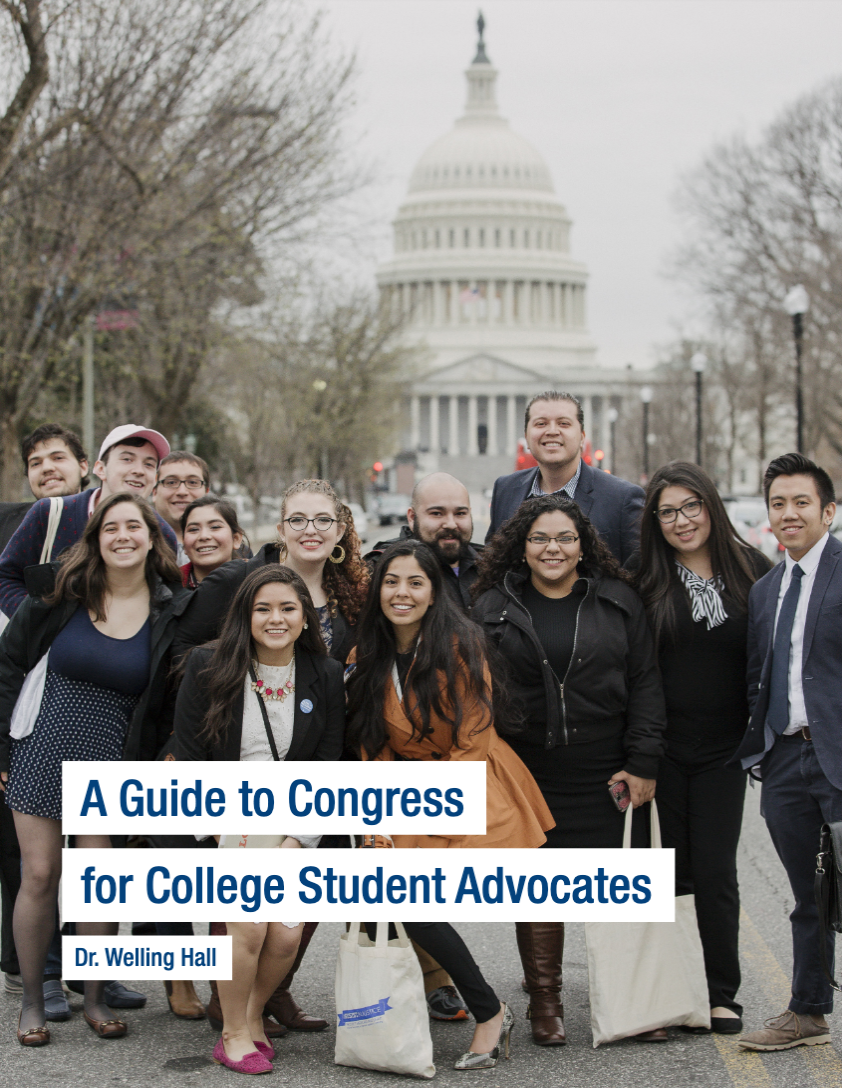 A Guide to Congress
for College Student Advocates
Dr. Welling Hall